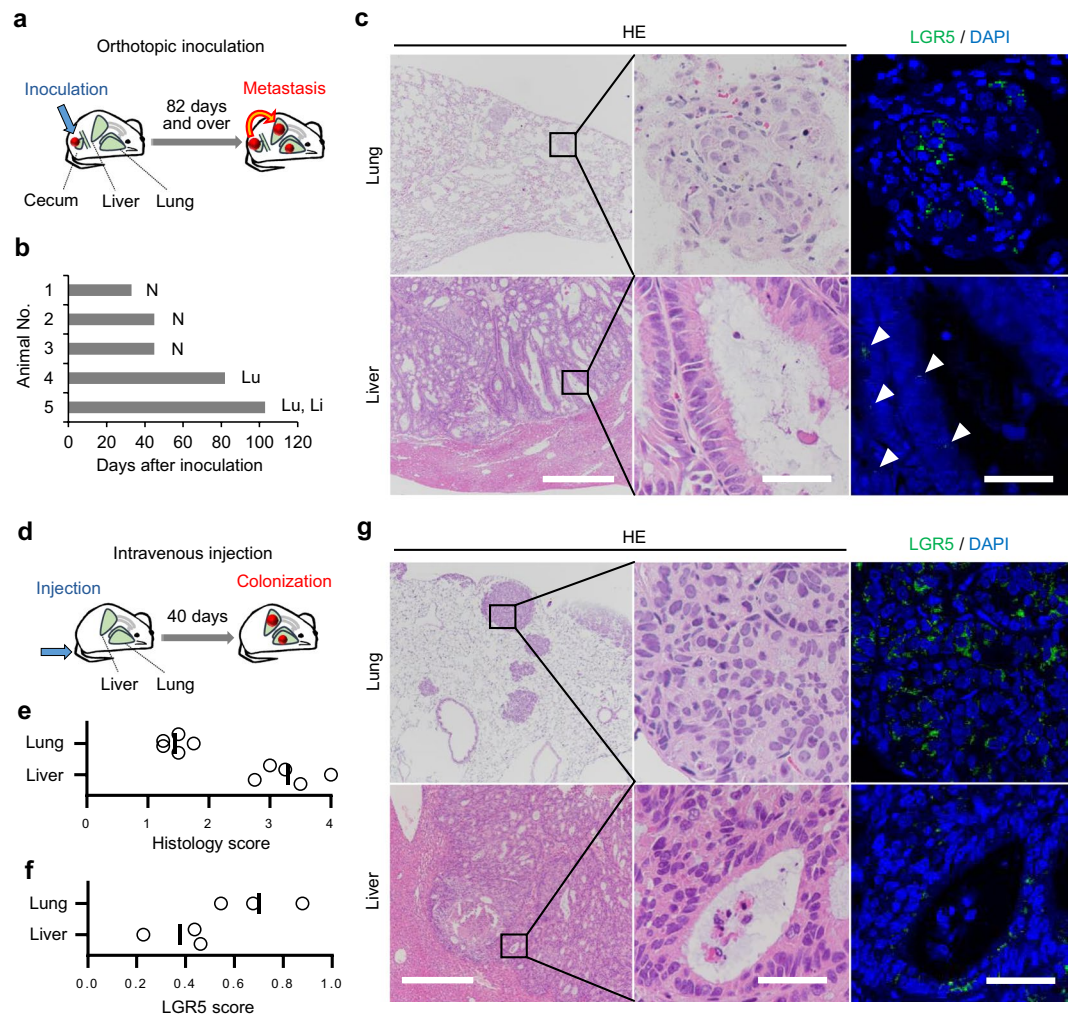 a
Orthotopic inoculation
Inoculation
82 days
and over
Metastasis
Cecum
Liver
Lung
b
Animal No.
1
N
2
N
3
N
4
Lu
5
Lu, Li
0
20
40
60
80
100
120
Days after inoculation
c
HE
LGR5 / DAPI
Lung
Liver
d
Intravenous injection
Injection
40 days
Colonization
Liver
Lung
e
Lung
Liver
0
1
2
3
4
Histology score
f
Lung
Liver
0.0
0.2
0.4
0.6
0.8
1.0
LGR5 score
g
HE
LGR5 / DAPI
Lung
Liver